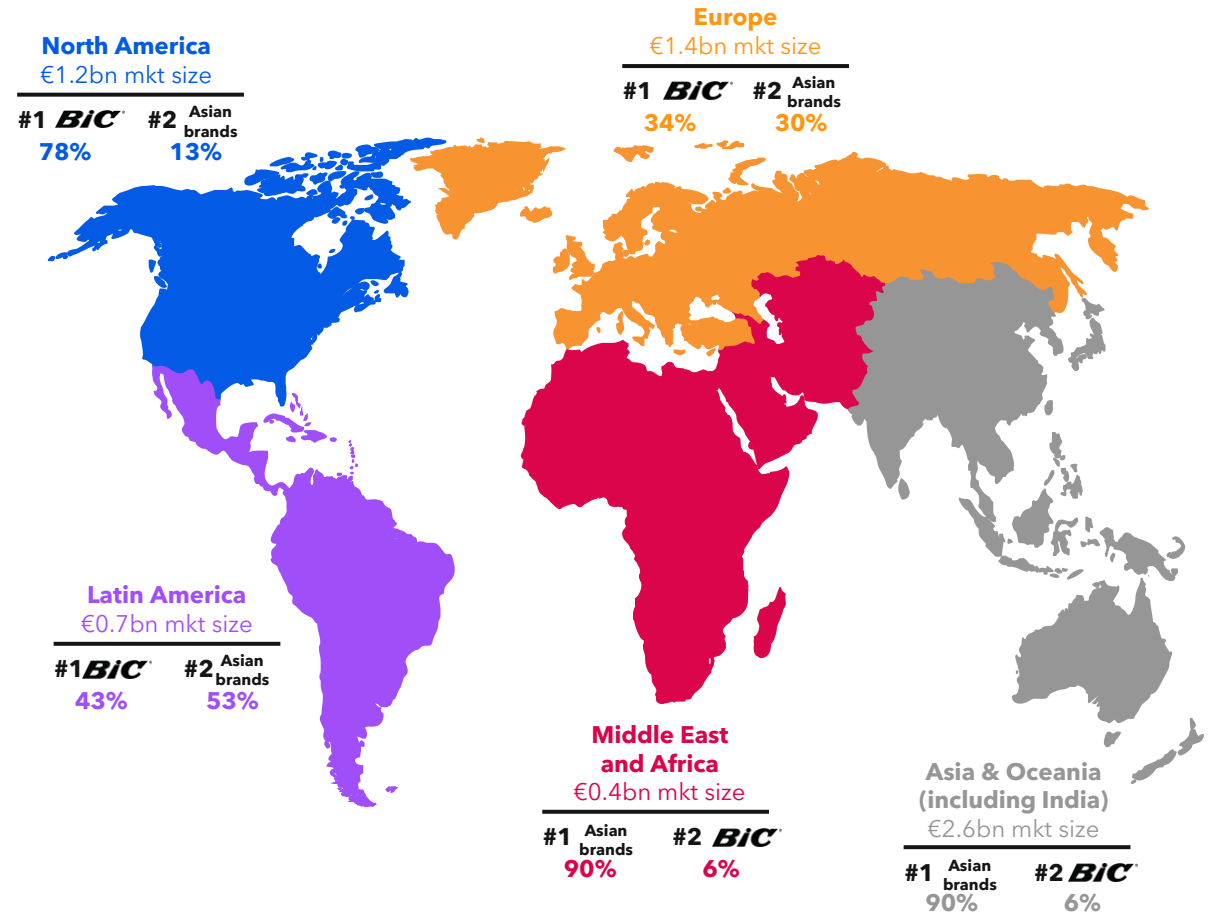 Europe
€1.4bn mkt size
#1 BiC® #2 Asian brands
34% 30%
North America
€1.2bn mkt size
#1 BiC® #2 Asian brands
78% 13%
Latin America
€0.7bn mkt size
#1 BiC® #2 Asian brands
43% 53%
Middle East
and Africa
€0.4bn mkt size
#1 Asian brands #2 BiC®
90% 6%
Asia & Oceania
(including India)
€2.6bn mkt size
#1 Asian brands #2 BiC®
90% 6%